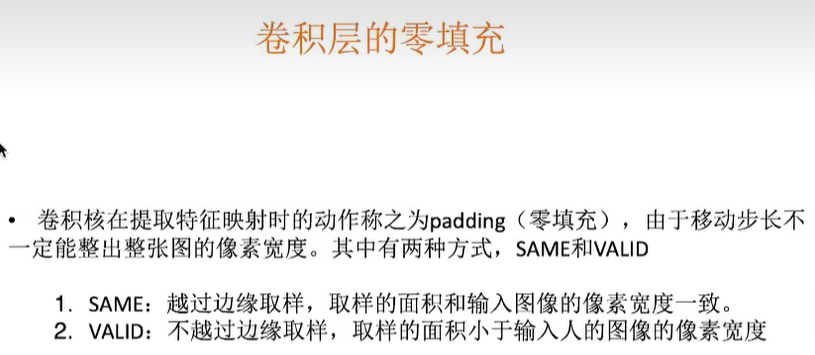 卷积层的零填充
• 卷积核在提取特征映射时的动作称之为padding（零填充），由于移动步长不
一定能整出整张图的像素宽度。其中有两种方式，SAME和VALID
1. SAME：越过边缘取样，取样的面积和输入图像的像素宽度一致。
2. VALID：不越过边缘取样，取样的面积小于输入人的图像的像素宽度